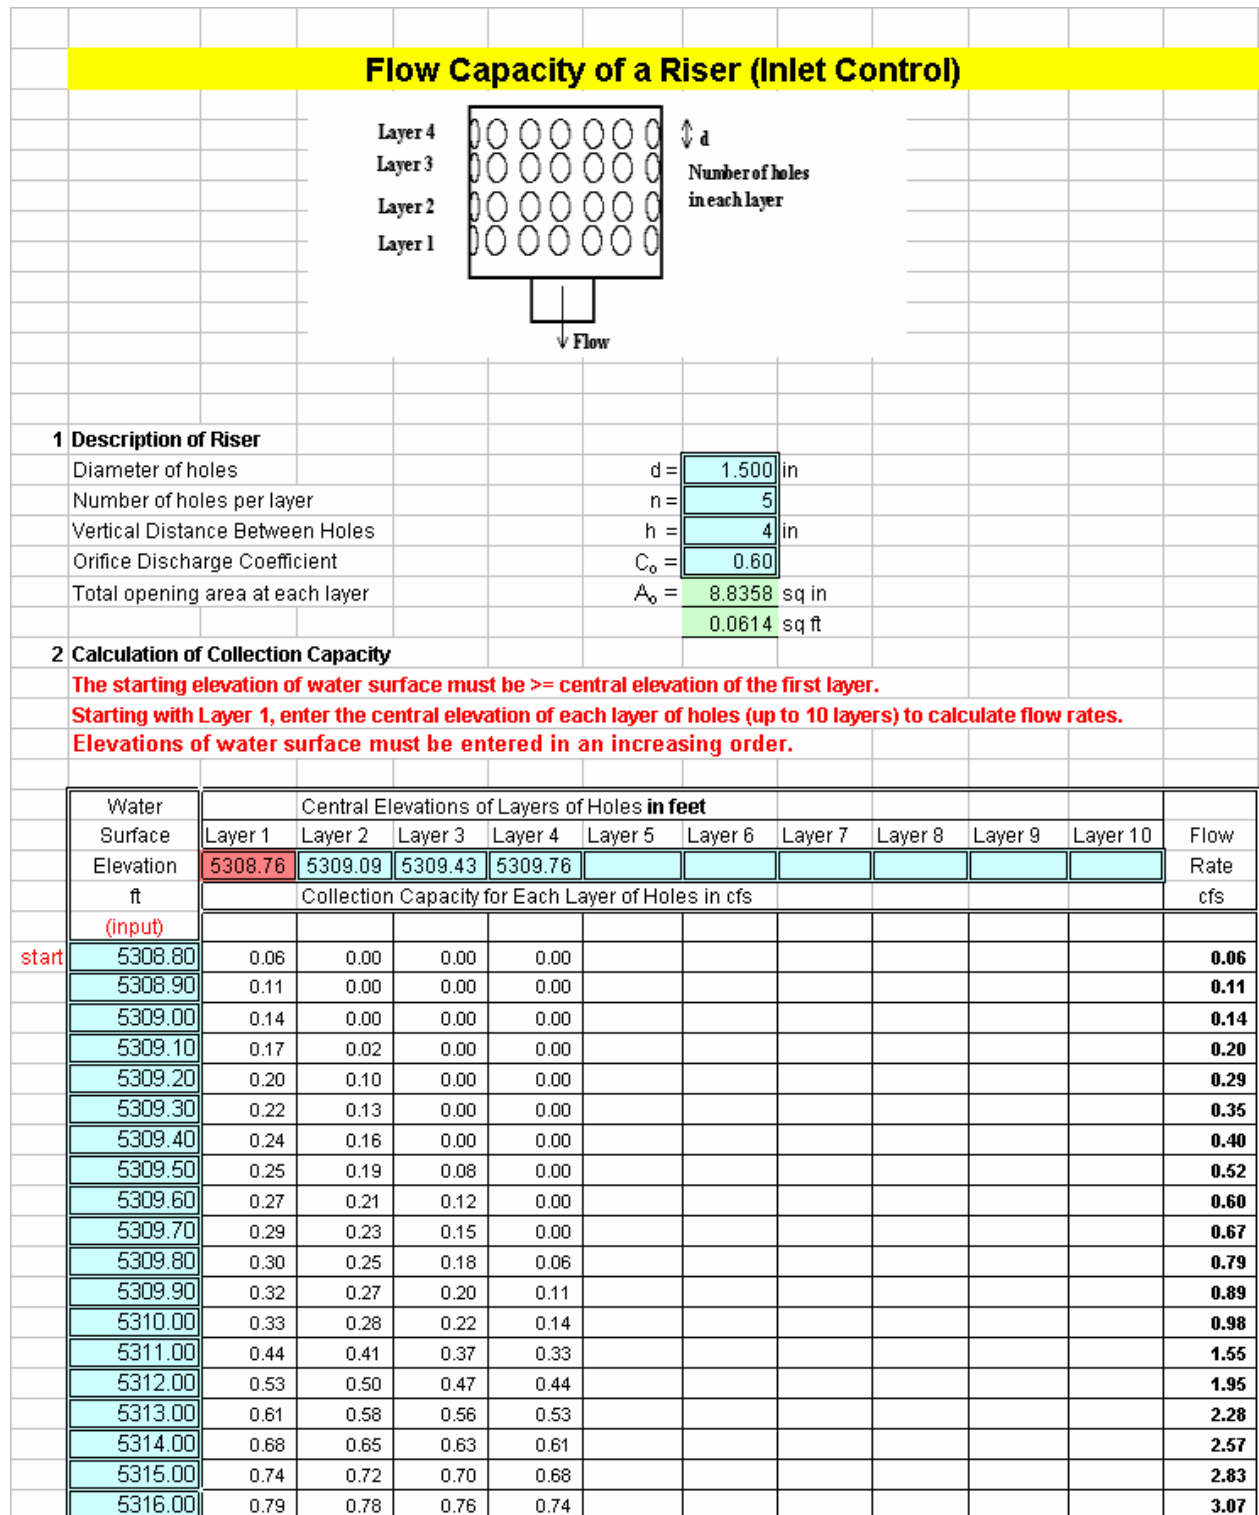 Flow Capacity of a Riser (Inlet Control)
Layer 4
d
Layer 3
Number of holes
in each layer
Layer 2
Layer 1
Flow
1 Description of Riser
Diameter of holes d = 1.500 in
Number of holes per layer n = 5
Vertical Distance Between Holes h = 4 in
Orifice Discharge Coefficient Co = 0.60
Total opening area at each layer Ao = 8.8358 sq in
0.0614 sq ft
2 Calculation of Collection Capacity
The starting elevation of water surface must be >= central elevation of the first layer.
Starting with Layer 1, enter the central elevation of each layer of holes (up to 10 layers) to calculate flow rates.
Elevations of water surface must be entered in an increasing order.
Water Central Elevations of Layers of Holes in feet
Surface Layer 1 Layer 2 Layer 3 Layer 4 Layer 5 Layer 6 Layer 7 Layer 8 Layer 9 Layer 10 Flow
Elevation 5308.76 5309.09 5309.43 5309.76 Rate
ft Collection Capacity for Each Layer of Holes in cfs cfs
(input)
start 5308.80 0.06 0.00 0.00 0.00 0.06
5308.90 0.11 0.00 0.00 0.00 0.11
5309.00 0.14 0.00 0.00 0.00 0.14
5309.10 0.17 0.02 0.00 0.00 0.20
5309.20 0.20 0.10 0.00 0.00 0.29
5309.30 0.22 0.13 0.00 0.00 0.35
5309.40 0.24 0.16 0.00 0.00 0.40
5309.50 0.25 0.19 0.08 0.00 0.52
5309.60 0.27 0.21 0.12 0.00 0.60
5309.70 0.29 0.23 0.15 0.00 0.67
5309.80 0.30 0.25 0.18 0.06 0.79
5309.90 0.32 0.27 0.20 0.11 0.89
5310.00 0.33 0.28 0.22 0.14 0.98
5311.00 0.44 0.41 0.37 0.33 1.55
5312.00 0.53 0.50 0.47 0.44 1.95
5313.00 0.61 0.58 0.56 0.53 2.28
5314.00 0.68 0.65 0.63 0.61 2.57
5315.00 0.74 0.72 0.70 0.68 2.83
5316.00 0.79 0.78 0.76 0.74 3.07